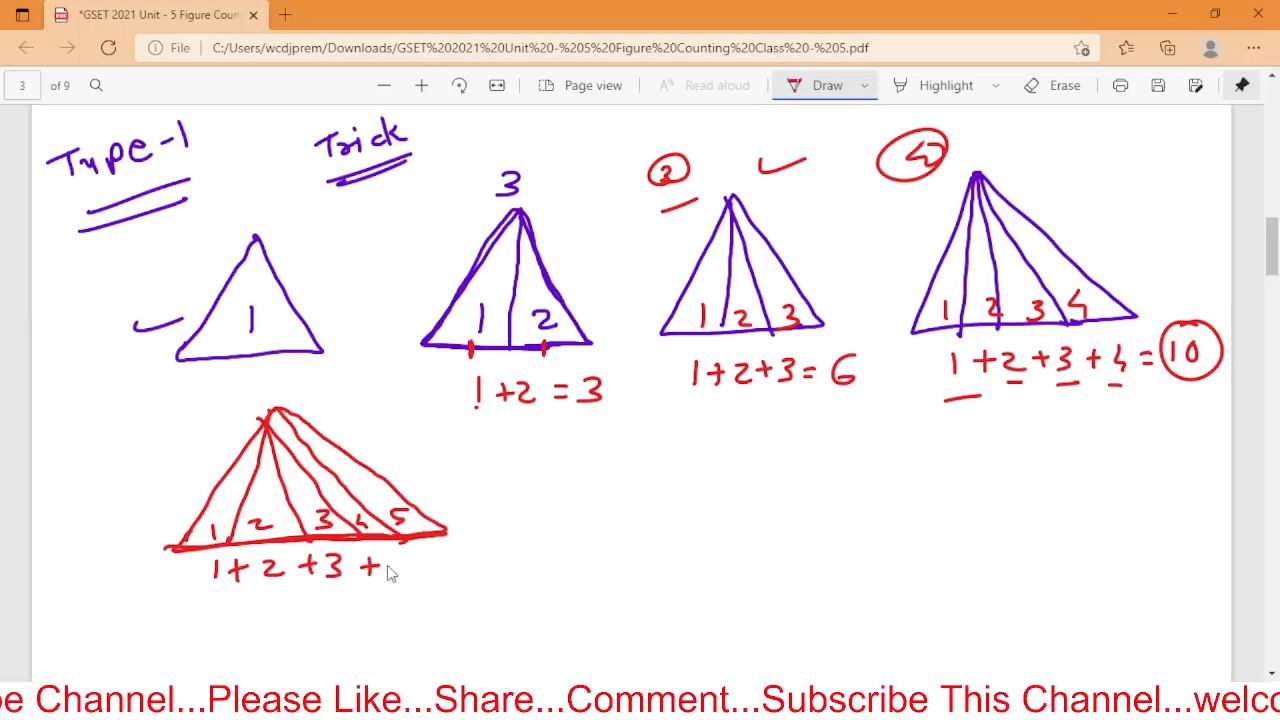 *GSET 2021 Unit - 5 Figure Coun
File C:/Users/wcdjprem/Downloads/GSET%202021%20Unit%20-%205%20Figure%20Counting%20Class%20-%205.pdf
3 of 9 Page view Read aloud Draw Highlight Erase
Type-1 Trick
3 3 4
1 1 2 1 2 3 1 2 3 4
1+2=3 1+2+3=6 1+2+3+4=10
1 2 3 4 5
1+2+3+
be Channel...Please Like...Share...Comment...Subscribe This Channel...welco